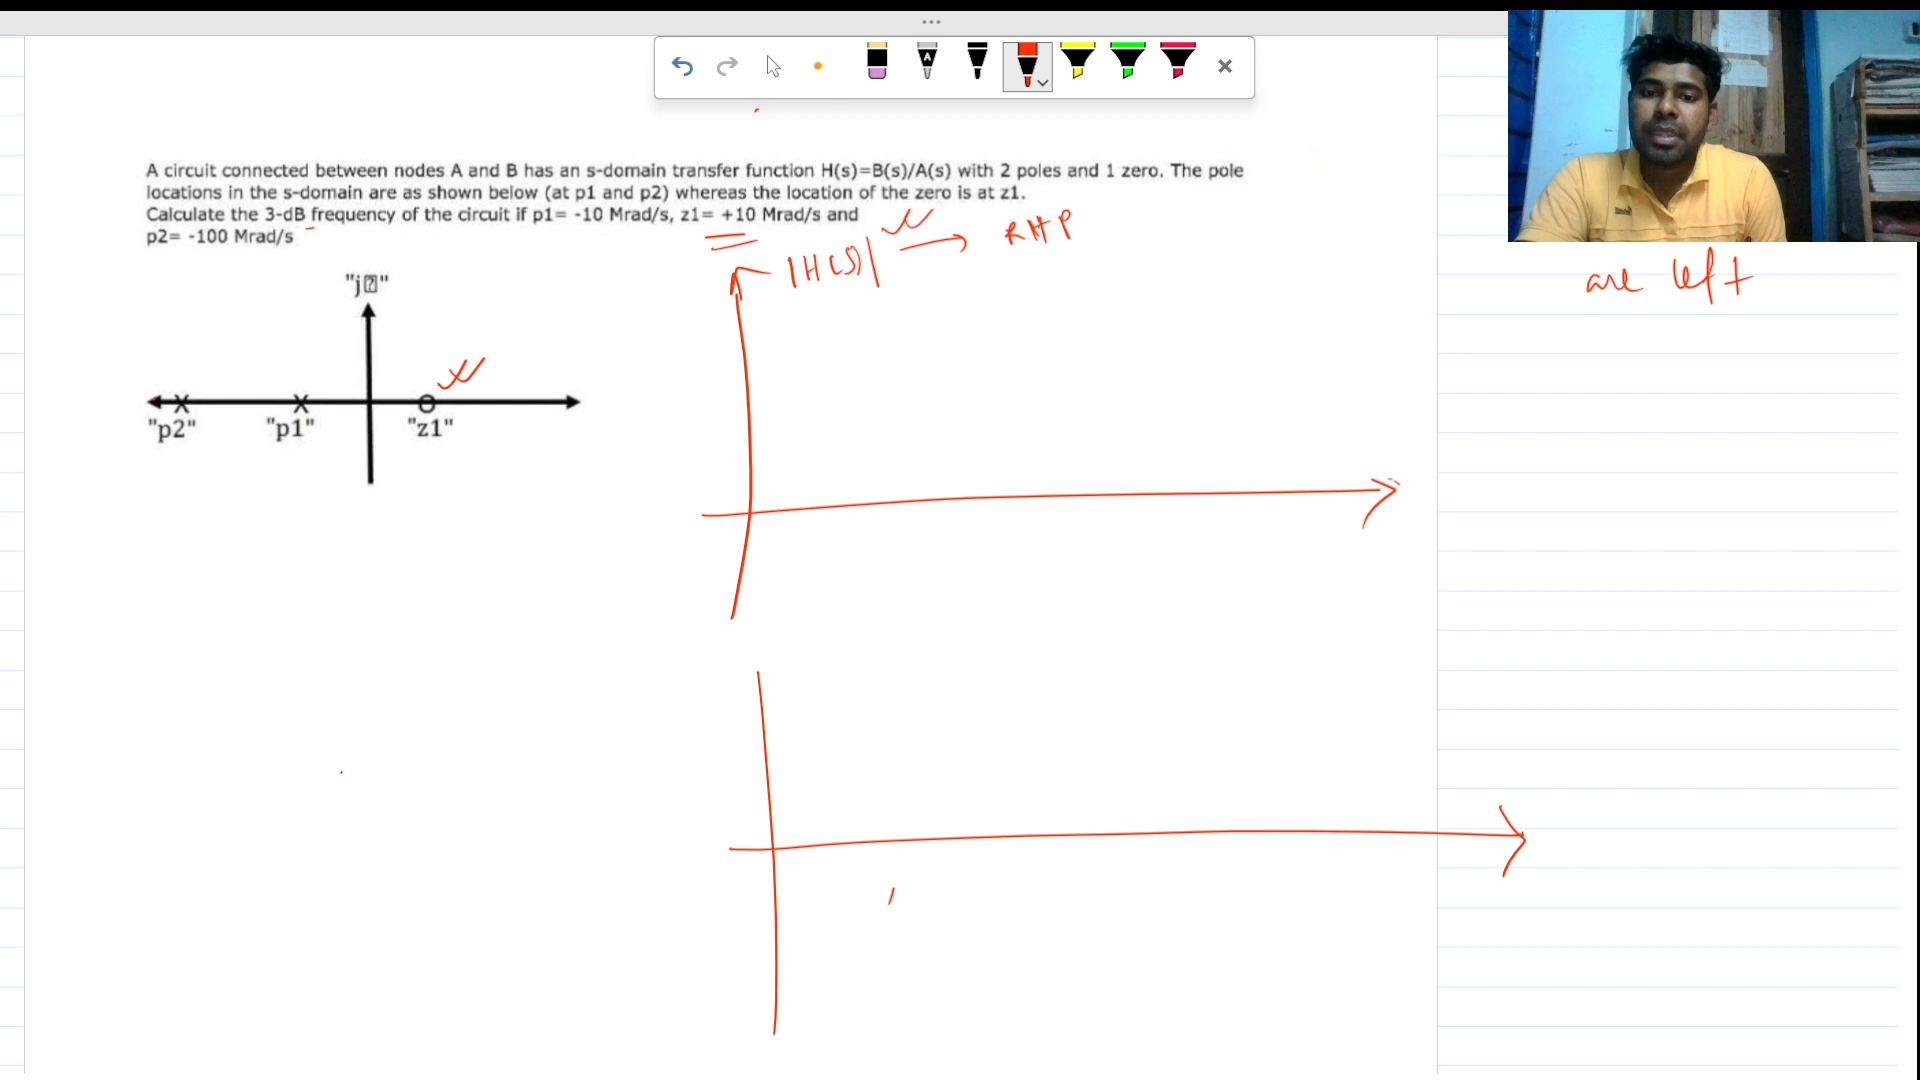 A circuit connected between nodes A and B has an s-domain transfer function H(s)=B(s)/A(s) with 2 poles and 1 zero. The pole
locations in the s-domain are as shown below (at p1 and p2) whereas the location of the zero is at z1.
Calculate the 3-dB frequency of the circuit if p1= -10 Mrad/s, z1= +10 Mrad/s and
p2= -100 Mrad/s
|H(s)| → RHP
are left
"j⍰"
"p2" "p1" "z1"